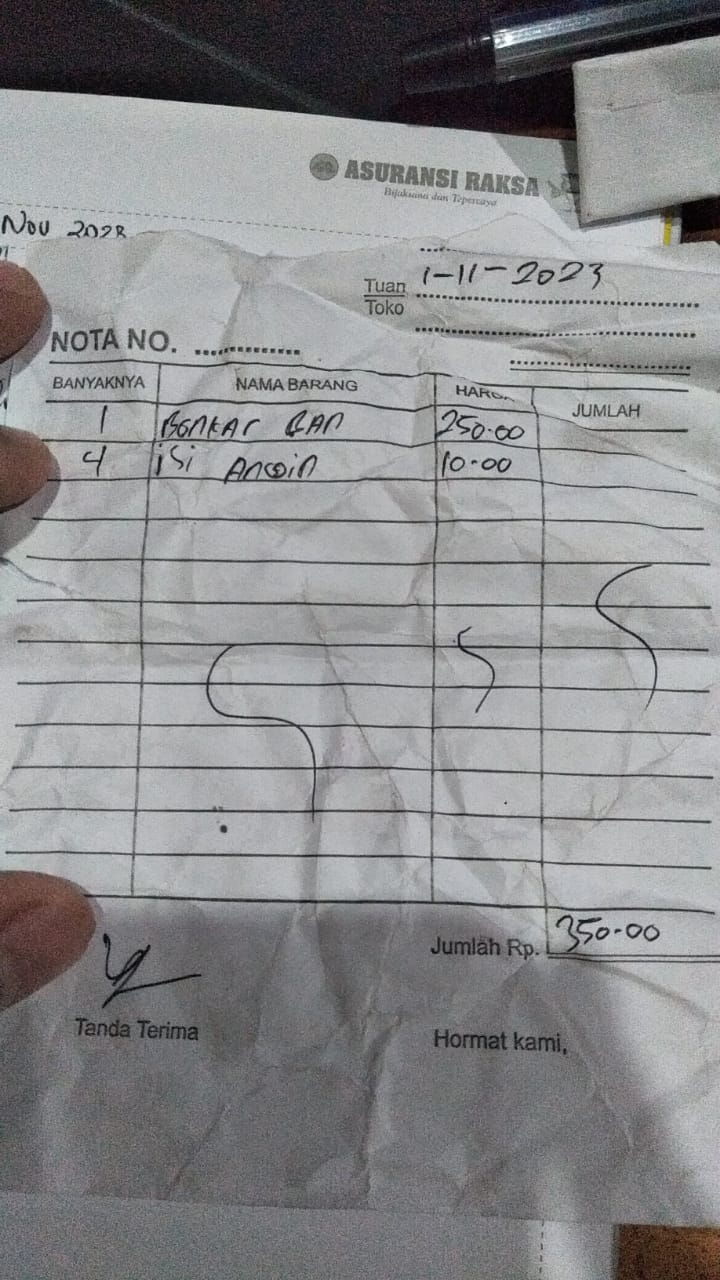 ASURANSI RAKSA
Bijaksana dan Tepercaya
Nov 2023
1-11-2023
Tuan
Toko
NOTA NO. ..............
BANYAKNYA NAMA BARANG JUMLAH
1 Bonkar Ban 250.00
4 isi Angin 10.00
Jumlah Rp. 350.00
Tanda Terima Hormat kami,